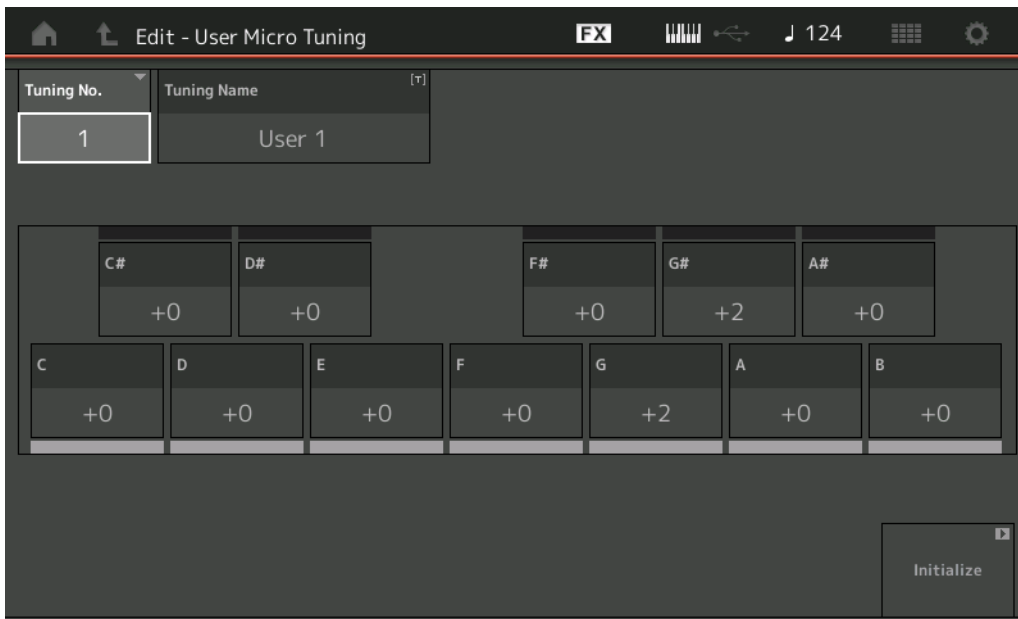 Edit - User Micro Tuning FX ♩ 124
Tuning No. Tuning Name [T]
1 User 1
C# D# F# G# A#
+0 +0 +0 +2 +0
C D E F G A B
+0 +0 +0 +0 +2 +0 +0
Initialize